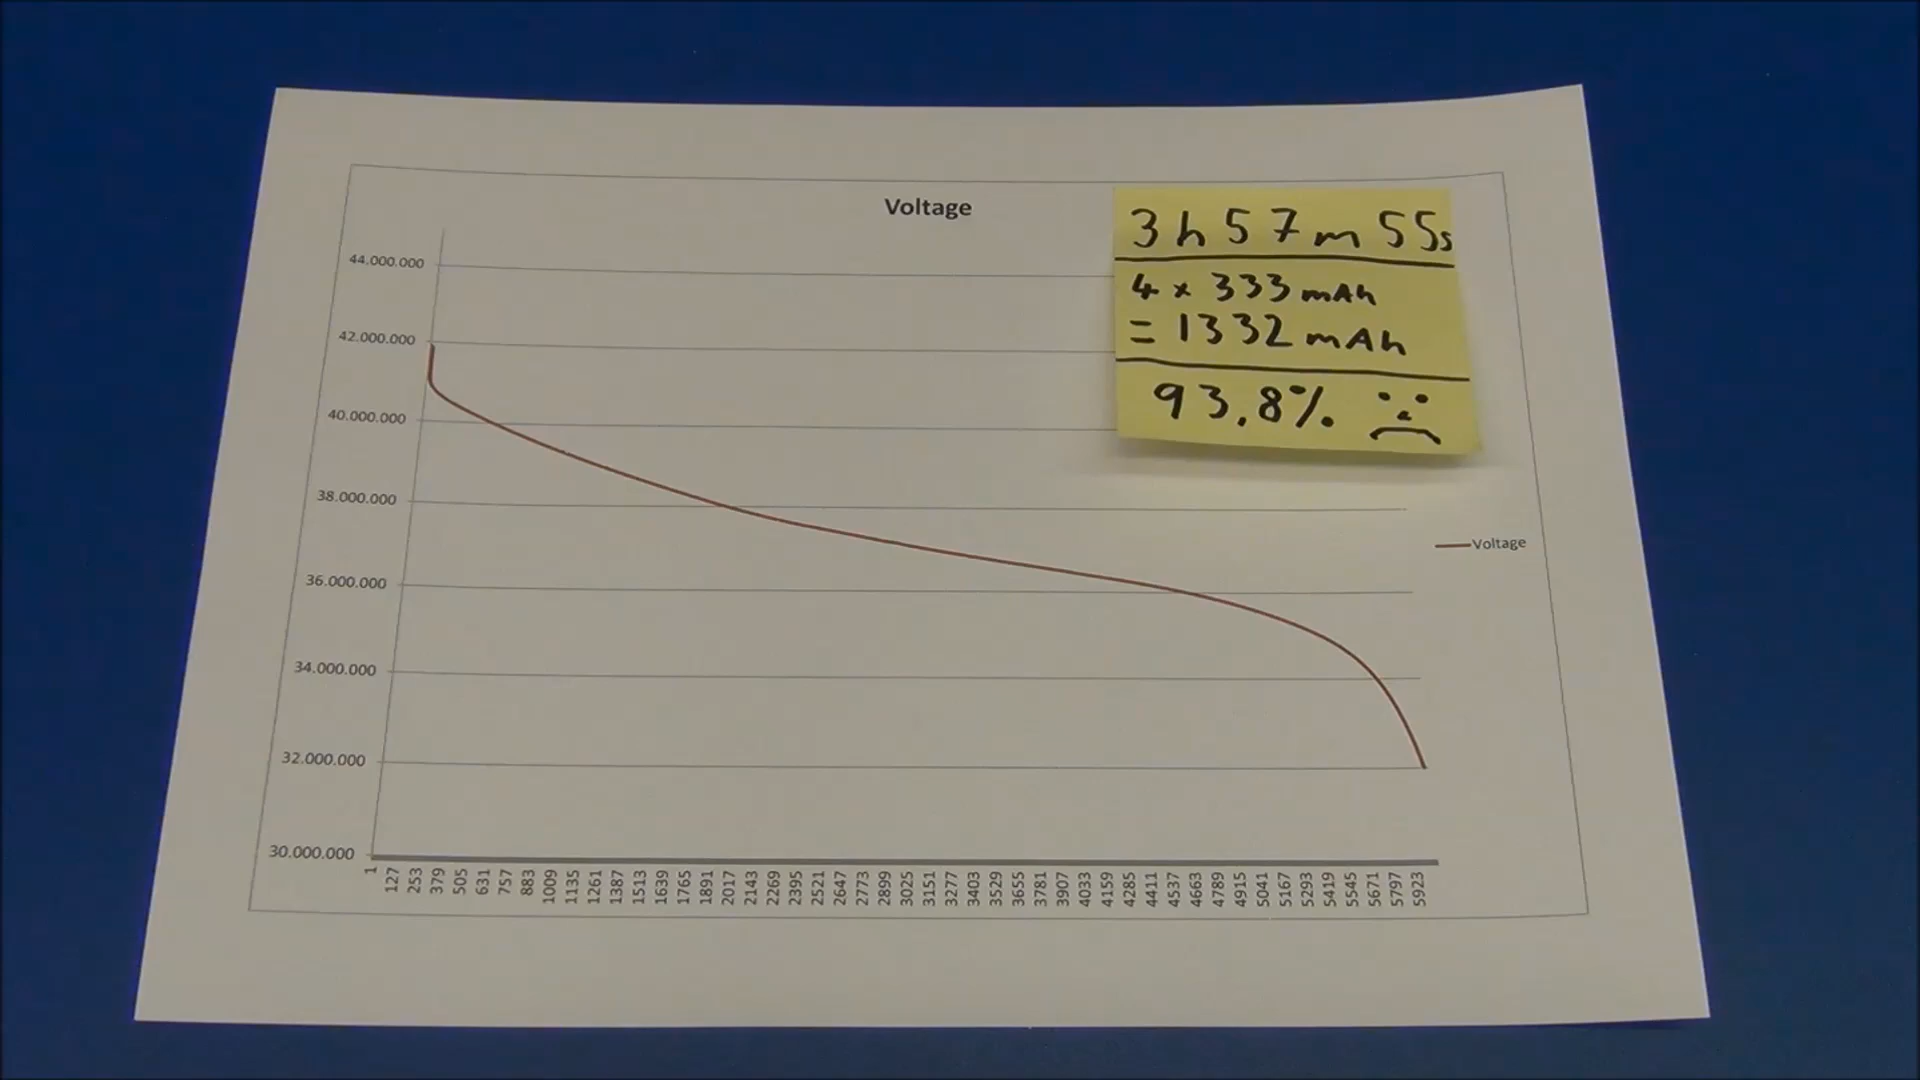 Voltage
3h57m55s
4 x 333 mAh
= 1332 mAh
93,8%
44.000.000
42.000.000
40.000.000
38.000.000
36.000.000
34.000.000
32.000.000
30.000.000
Voltage
1 127 253 379 505 631 757 883 1009 1135 1261 1387 1513 1639 1765 1891 2017 2143 2269 2395 2521 2647 2773 2899 3025 3151 3277 3403 3529 3655 3781 3907 4033 4159 4285 4411 4537 4663 4789 4915 5041 5167 5293 5419 5545 5671 5797 5923